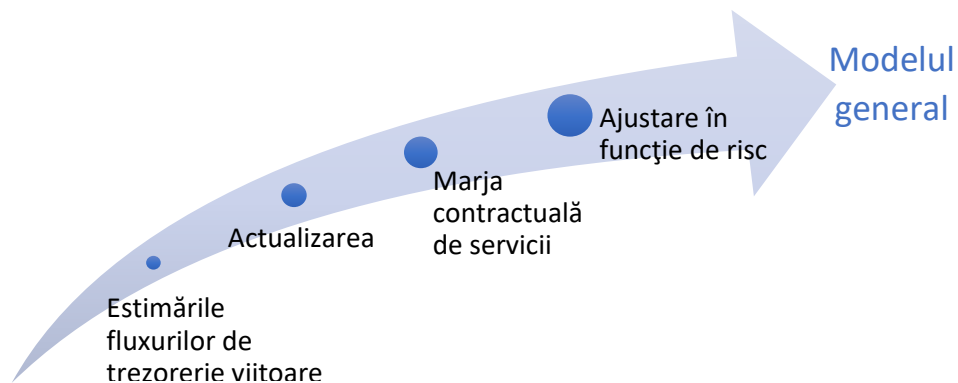 Estimările
fluxurilor de
trezorerie viitoare
Actualizarea
Marja
contractuală
de servicii
Ajustare în
funcţie de risc
Modelul
general